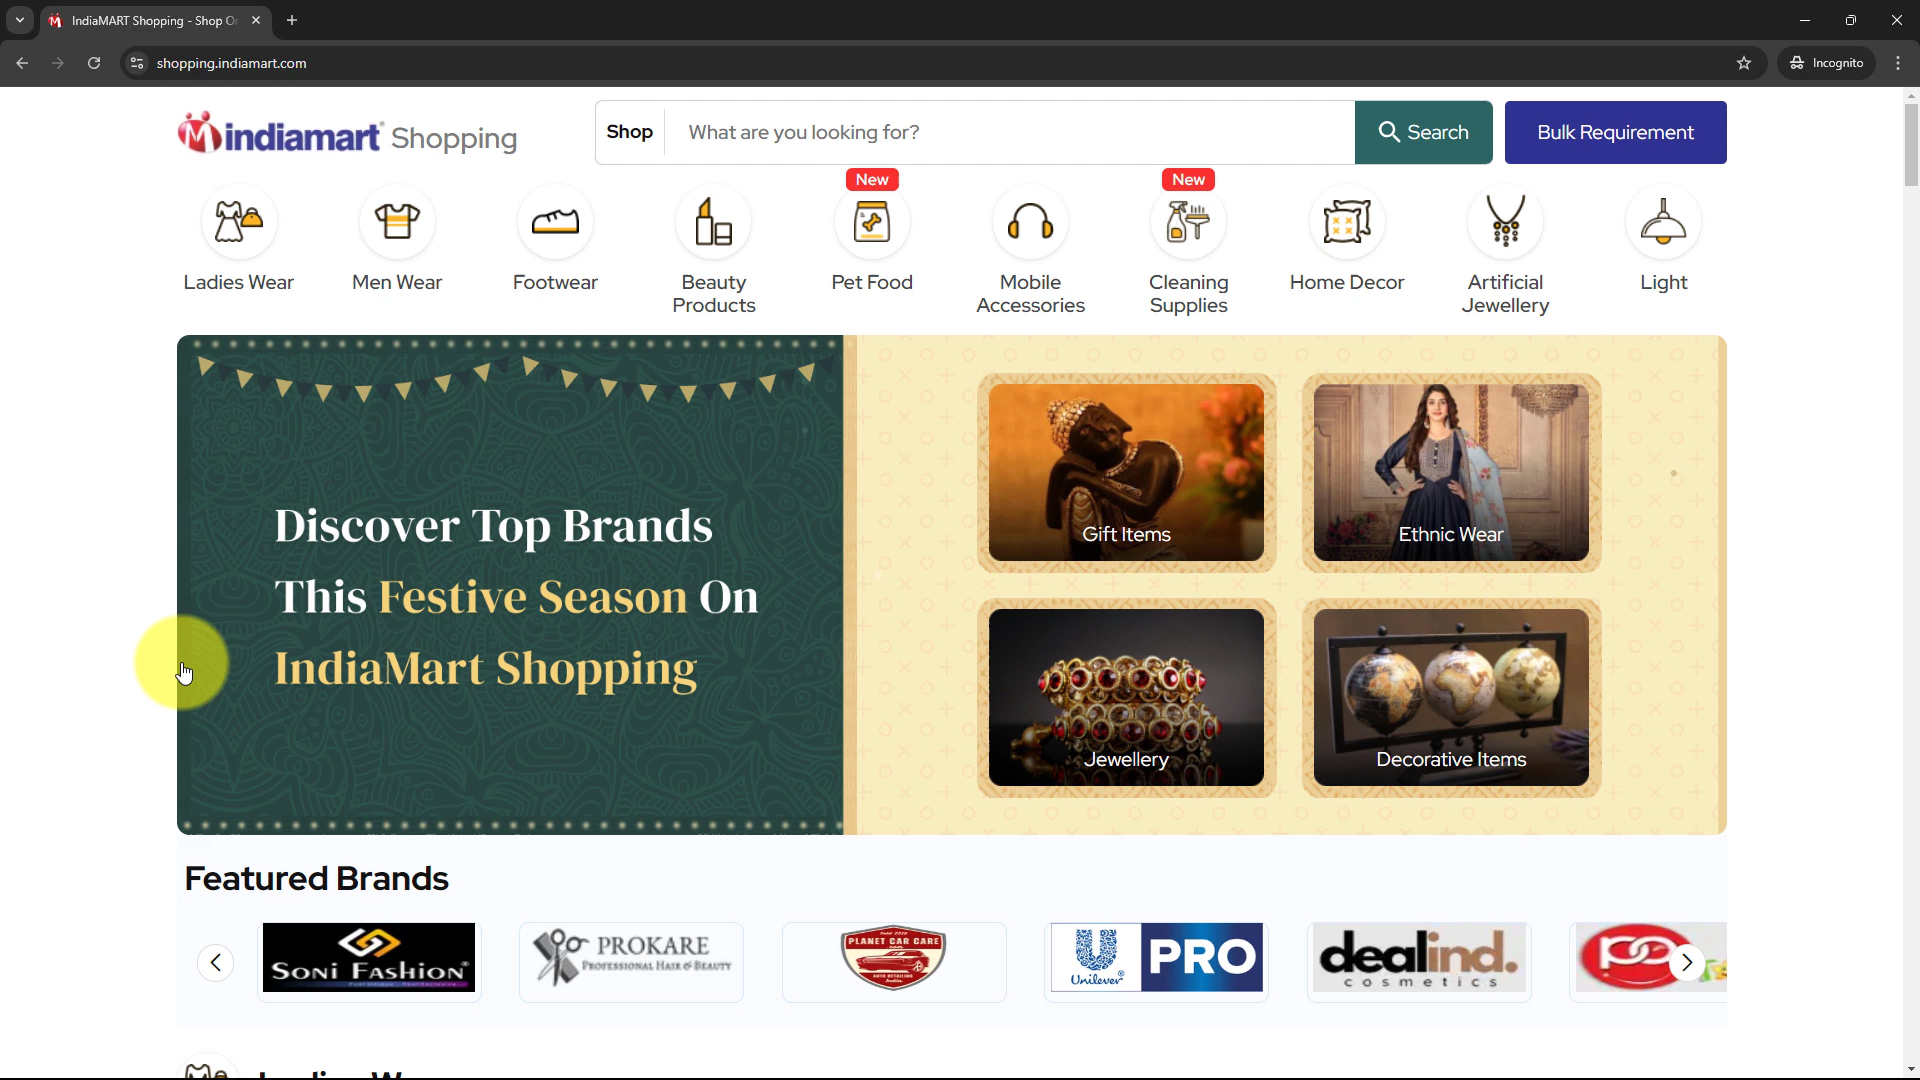 IndiaMART Shopping - Shop O
shopping.indiamart.com
Incognito
indiamart Shopping
Shop
What are you looking for?
Search
Bulk Requirement
New
New
Ladies Wear
Men Wear
Footwear
Beauty
Products
Pet Food
Mobile
Accessories
Cleaning
Supplies
Home Decor
Artificial
Jewellery
Light
Discover Top Brands
This Festive Season On
IndiaMart Shopping
Gift Items
Ethnic Wear
Jewellery
Decorative Items
Featured Brands
SONI FASHION
PROKARE
PROFESSIONAL HAIR & BEAUTY
PLANET CAR CARE
AUTO DETAILING
Unilever
PRO
dealind.
cosmetics